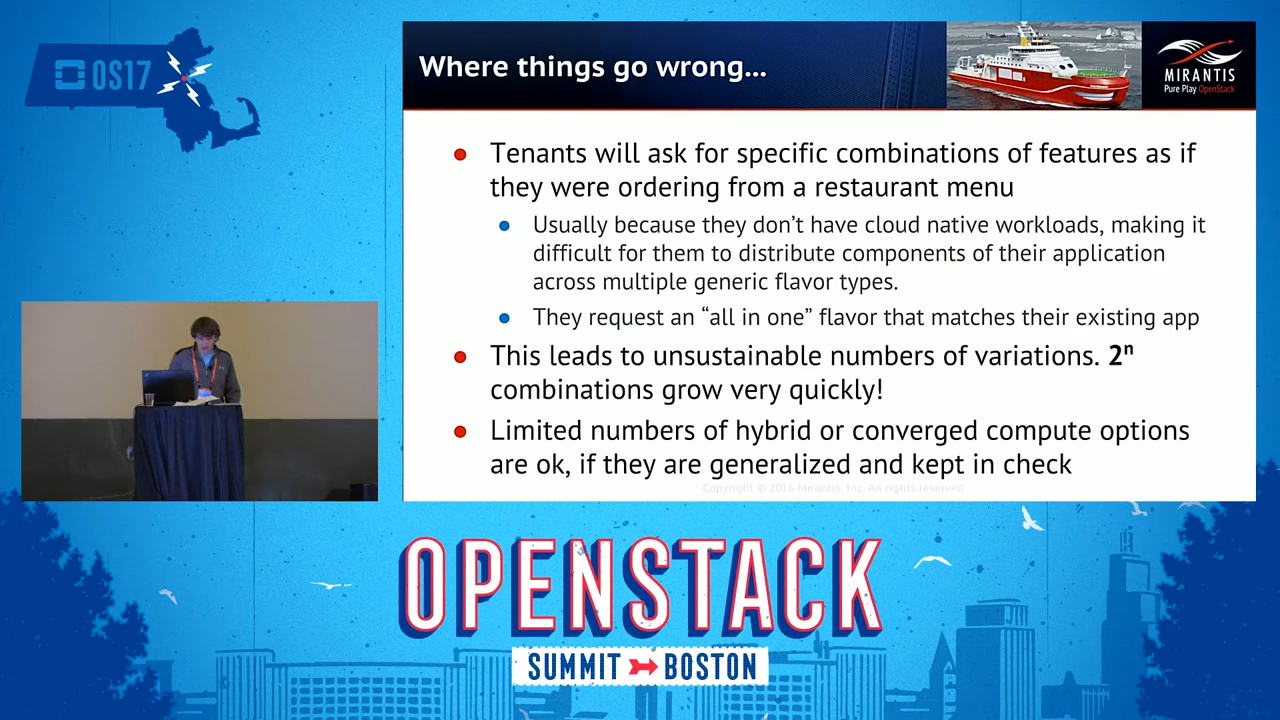 OS17
Where things go wrong...
MIRANTIS
Pure Play OpenStack
Tenants will ask for specific combinations of features as if
they were ordering from a restaurant menu
Usually because they don't have cloud native workloads, making it
difficult for them to distribute components of their application
across multiple generic flavor types.
They request an “all in one” flavor that matches their existing app
This leads to unsustainable numbers of variations. 2ⁿ
combinations grow very quickly!
Limited numbers of hybrid or converged compute options
are ok, if they are generalized and kept in check
Copyright © 2016 Mirantis, Inc. All rights reserved
OPENSTACK
SUMMIT BOSTON